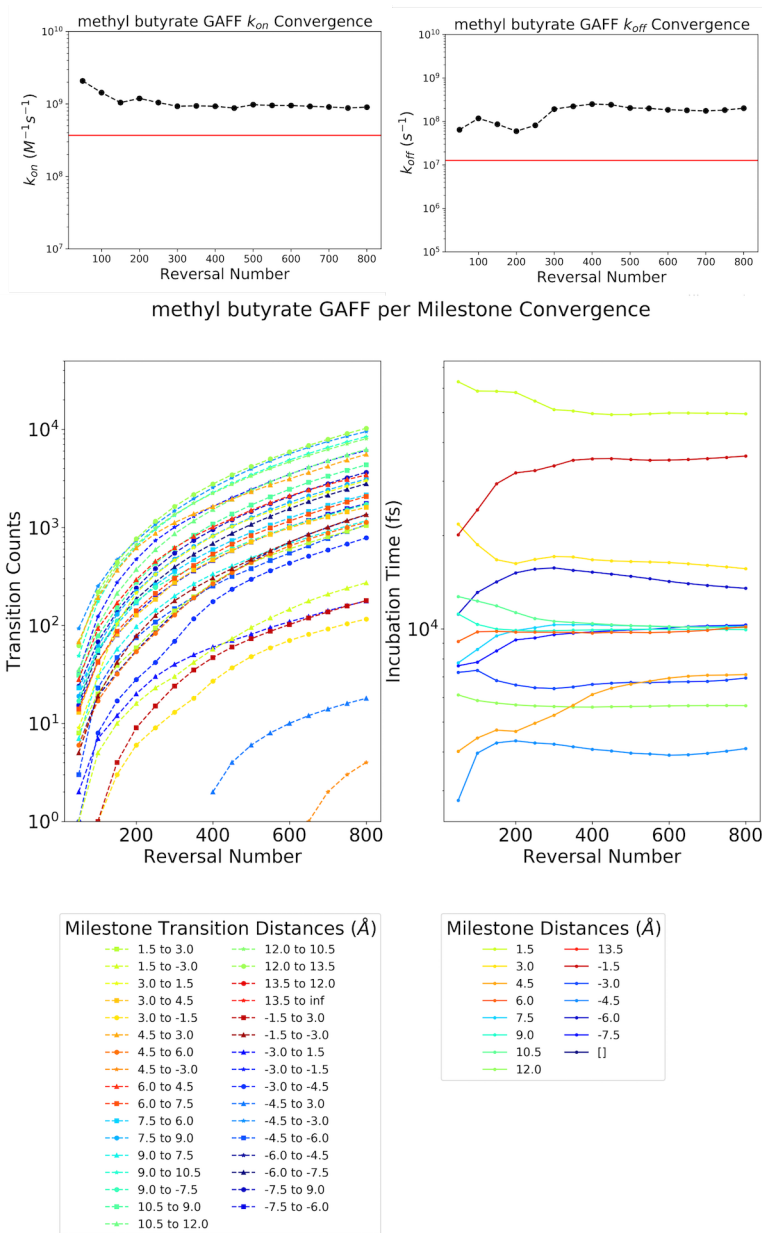 methyl butyrate GAFF k_on Convergence
10^10
10^9
10^8
10^7
k_on (M^−1s^−1)
100 200 300 400 500 600 700 800
Reversal Number
methyl butyrate GAFF k_off Convergence
10^10
10^9
10^8
10^7
10^6
10^5
k_off (s^−1)
100 200 300 400 500 600 700 800
Reversal Number
methyl butyrate GAFF per Milestone Convergence
10^4
10^3
10^2
10^1
10^0
Transition Counts
200 400 600 800
Reversal Number
10^4
Incubation Time (fs)
200 400 600 800
Reversal Number
Milestone Transition Distances (Å)
1.5 to 3.0
1.5 to -3.0
3.0 to 1.5
3.0 to 4.5
3.0 to -1.5
4.5 to 3.0
4.5 to 6.0
4.5 to -3.0
6.0 to 4.5
6.0 to 7.5
7.5 to 6.0
7.5 to 9.0
9.0 to 7.5
9.0 to 10.5
9.0 to -7.5
10.5 to 9.0
10.5 to 12.0
12.0 to 10.5
12.0 to 13.5
13.5 to 12.0
13.5 to inf
-1.5 to 3.0
-1.5 to -3.0
-3.0 to 1.5
-3.0 to -1.5
-3.0 to -4.5
-4.5 to 3.0
-4.5 to -3.0
-4.5 to -6.0
-6.0 to -4.5
-6.0 to -7.5
-7.5 to 9.0
-7.5 to -6.0
Milestone Distances (Å)
1.5
3.0
4.5
6.0
7.5
9.0
10.5
12.0
13.5
-1.5
-3.0
-4.5
-6.0
-7.5
[]